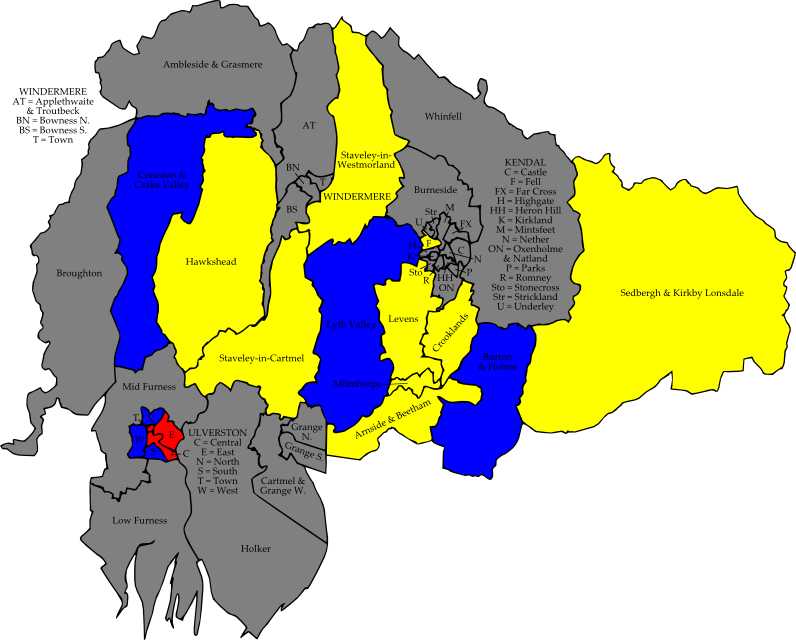 Ambleside & Grasmere
WINDERMERE
AT = Applethwaite
& Troutbeck
BN = Bowness N.
BS = Bowness S.
T = Town
AT
Whinfell
Staveley-in-
Westmorland
BN
T
WINDERMERE
BS
Coniston &
Crake Valley
Burneside
KENDAL
C = Castle
F = Fell
FX = Far Cross
H = Highgate
HH = Heron Hill
K = Kirkland
M = Mintsfeet
N = Nether
ON = Oxenholme
& Natland
P = Parks
R = Romney
Sto = Stonecross
Str = Strickland
U = Underley
Str
M
U
FX
H
F
C
K
N
Sto
P
R
HH
ON
Hawkshead
Broughton
Sedbergh & Kirkby Lonsdale
Lyth Valley
Levens
Crooklands
Staveley-in-Cartmel
Burton
& Holme
Milnthorpe
Mid Furness
Arnside & Beetham
T
N
W
E
S
C
ULVERSTON
C = Central
E = East
N = North
S = South
T = Town
W = West
Grange
N.
Grange S.
Cartmel &
Grange W.
Low Furness
Holker